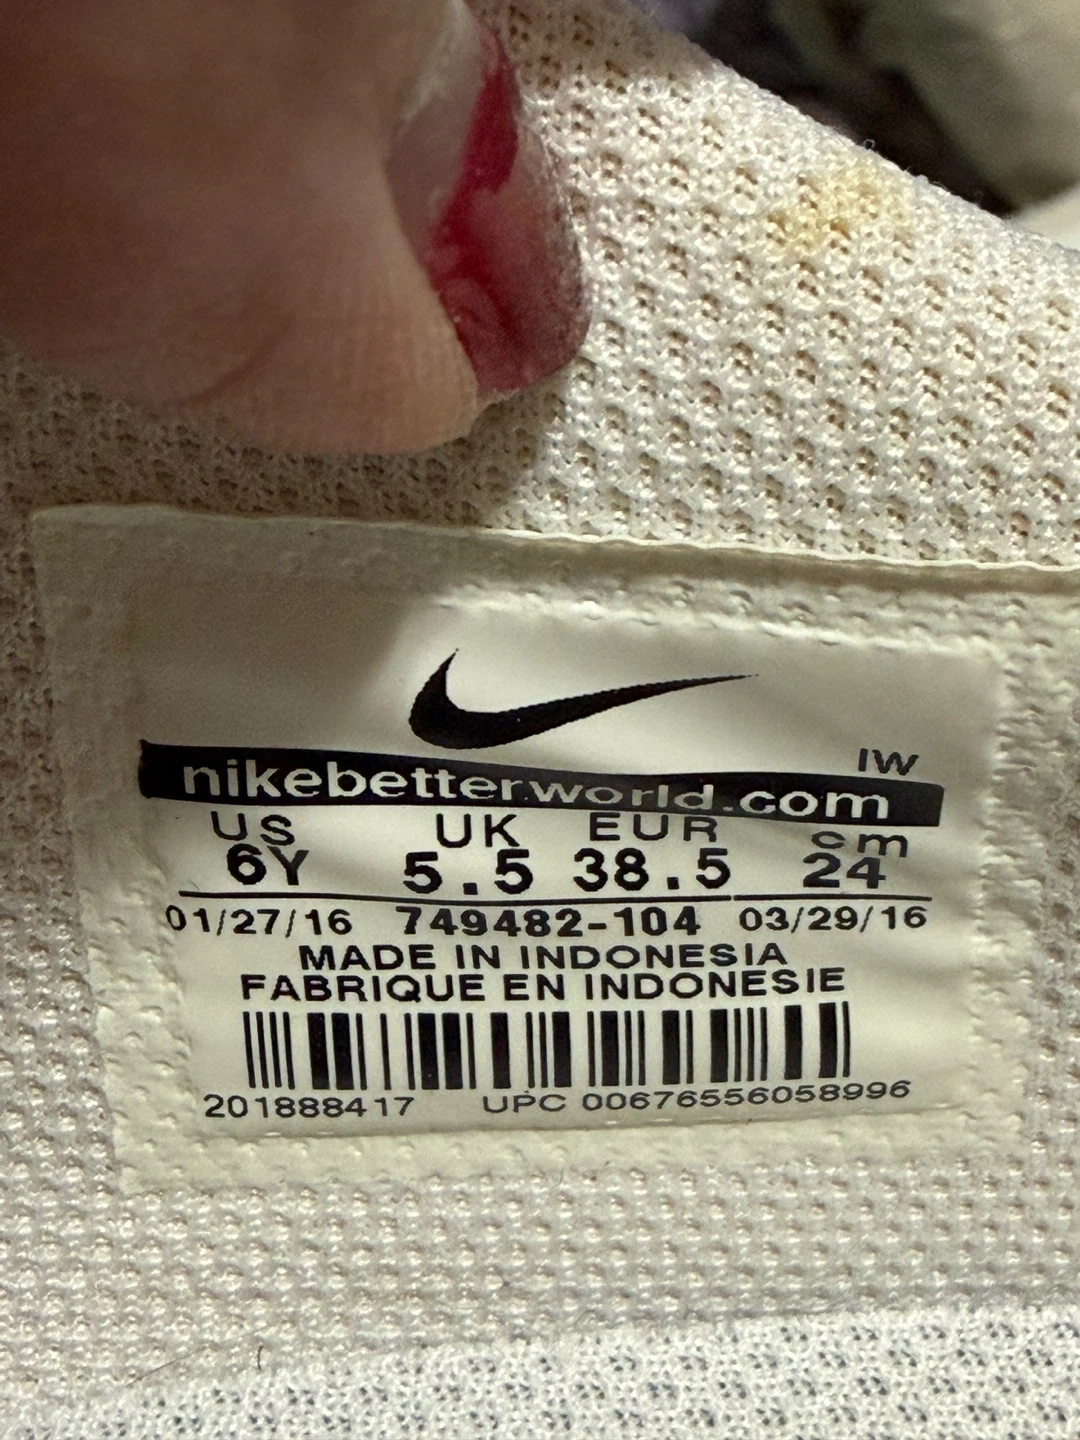 IW
nikebetterworld.com
US UK EUR cm
6Y 5.5 38.5 24
01/27/16 749482-104 03/29/16
MADE IN INDONESIA
FABRIQUE EN INDONESIE
201888417 UPC 00676556058996